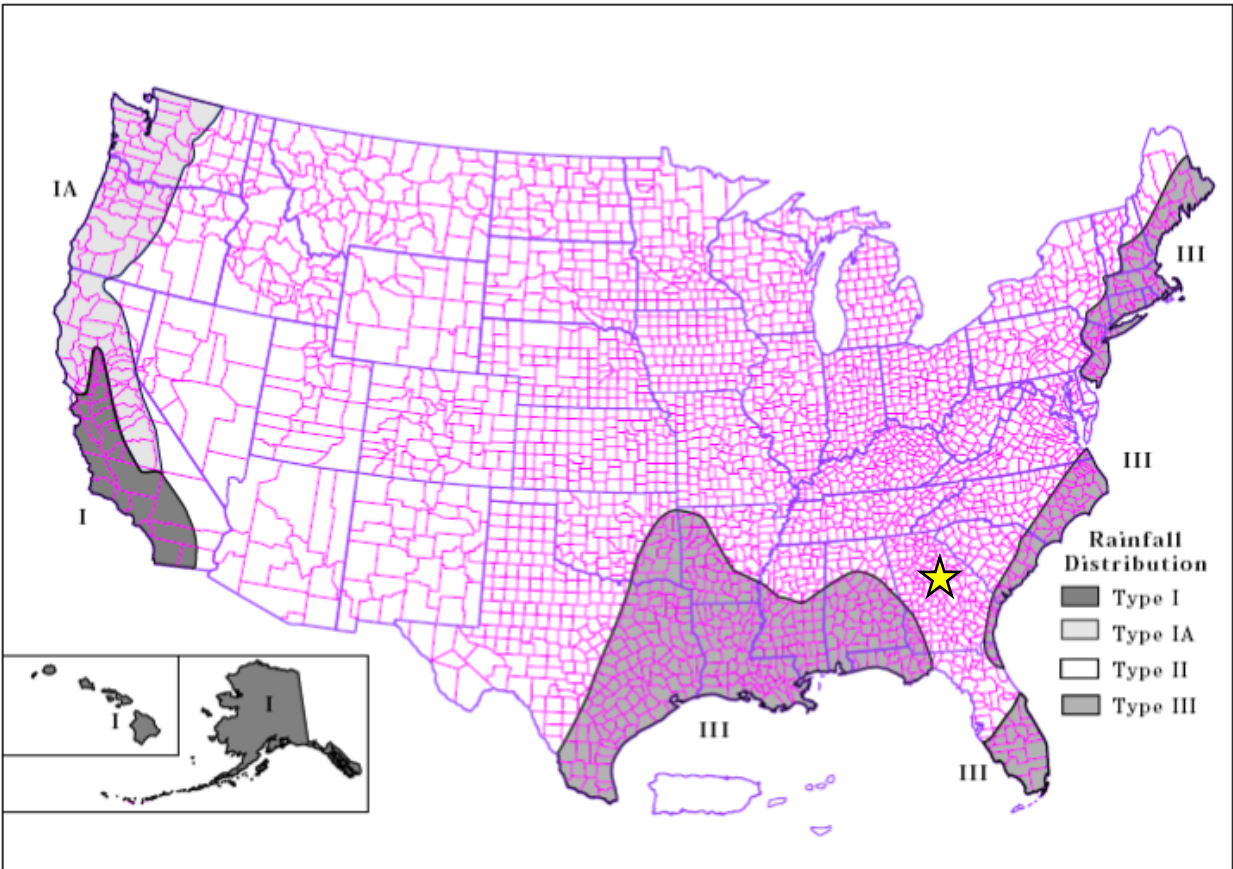 IA
III
III
I
Rainfall
Distribution
Type I
Type IA
Type II
Type III
I
I
III
III